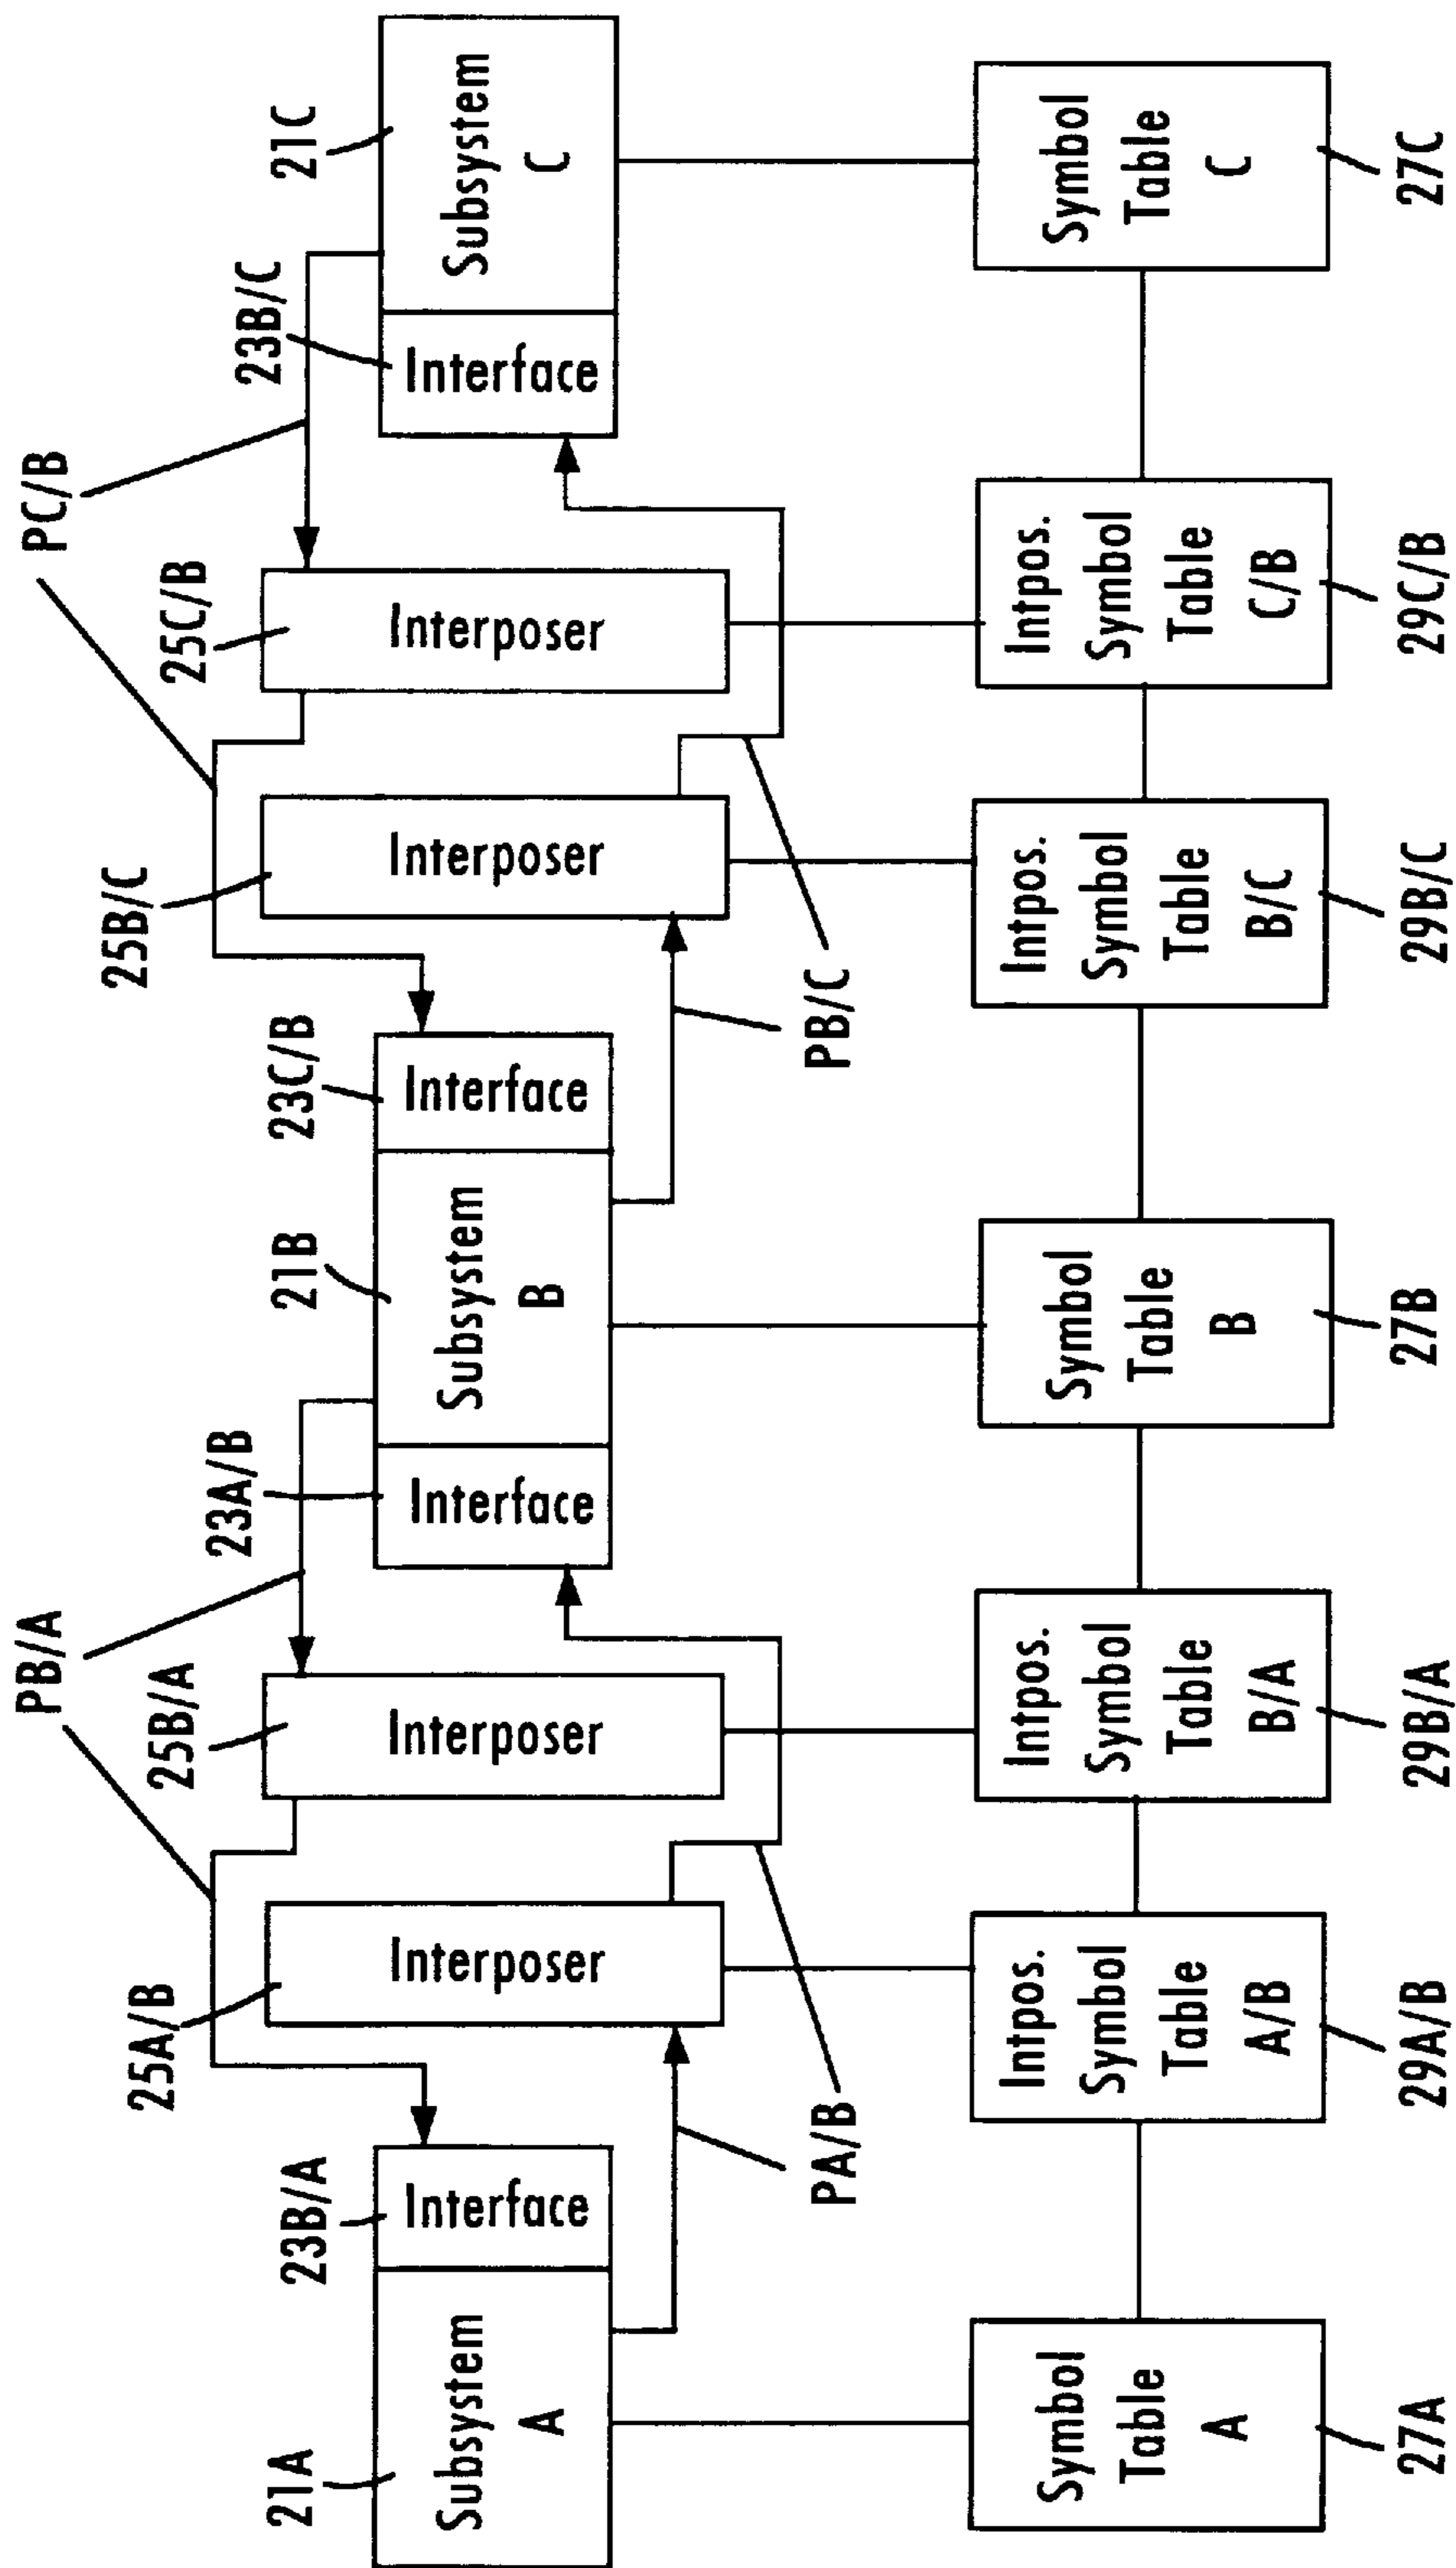 PB/A
PC/B
25A/B
25B/A
23A/B
25B/C
25C/B
23B/C
21A
23B/A
21B
23C/B
21C
Subsystem
A
Interface
Interposer
Interposer
Interface
Subsystem
B
Interface
Interposer
Interposer
Interface
Subsystem
C
PA/B
PB/C
Symbol
Table
A
Intpos.
Symbol
Table
A/B
Intpos.
Symbol
Table
B/A
Symbol
Table
B
Intpos.
Symbol
Table
B/C
Intpos.
Symbol
Table
C/B
Symbol
Table
C
27A
29A/B
29B/A
27B
29B/C
29C/B
27C